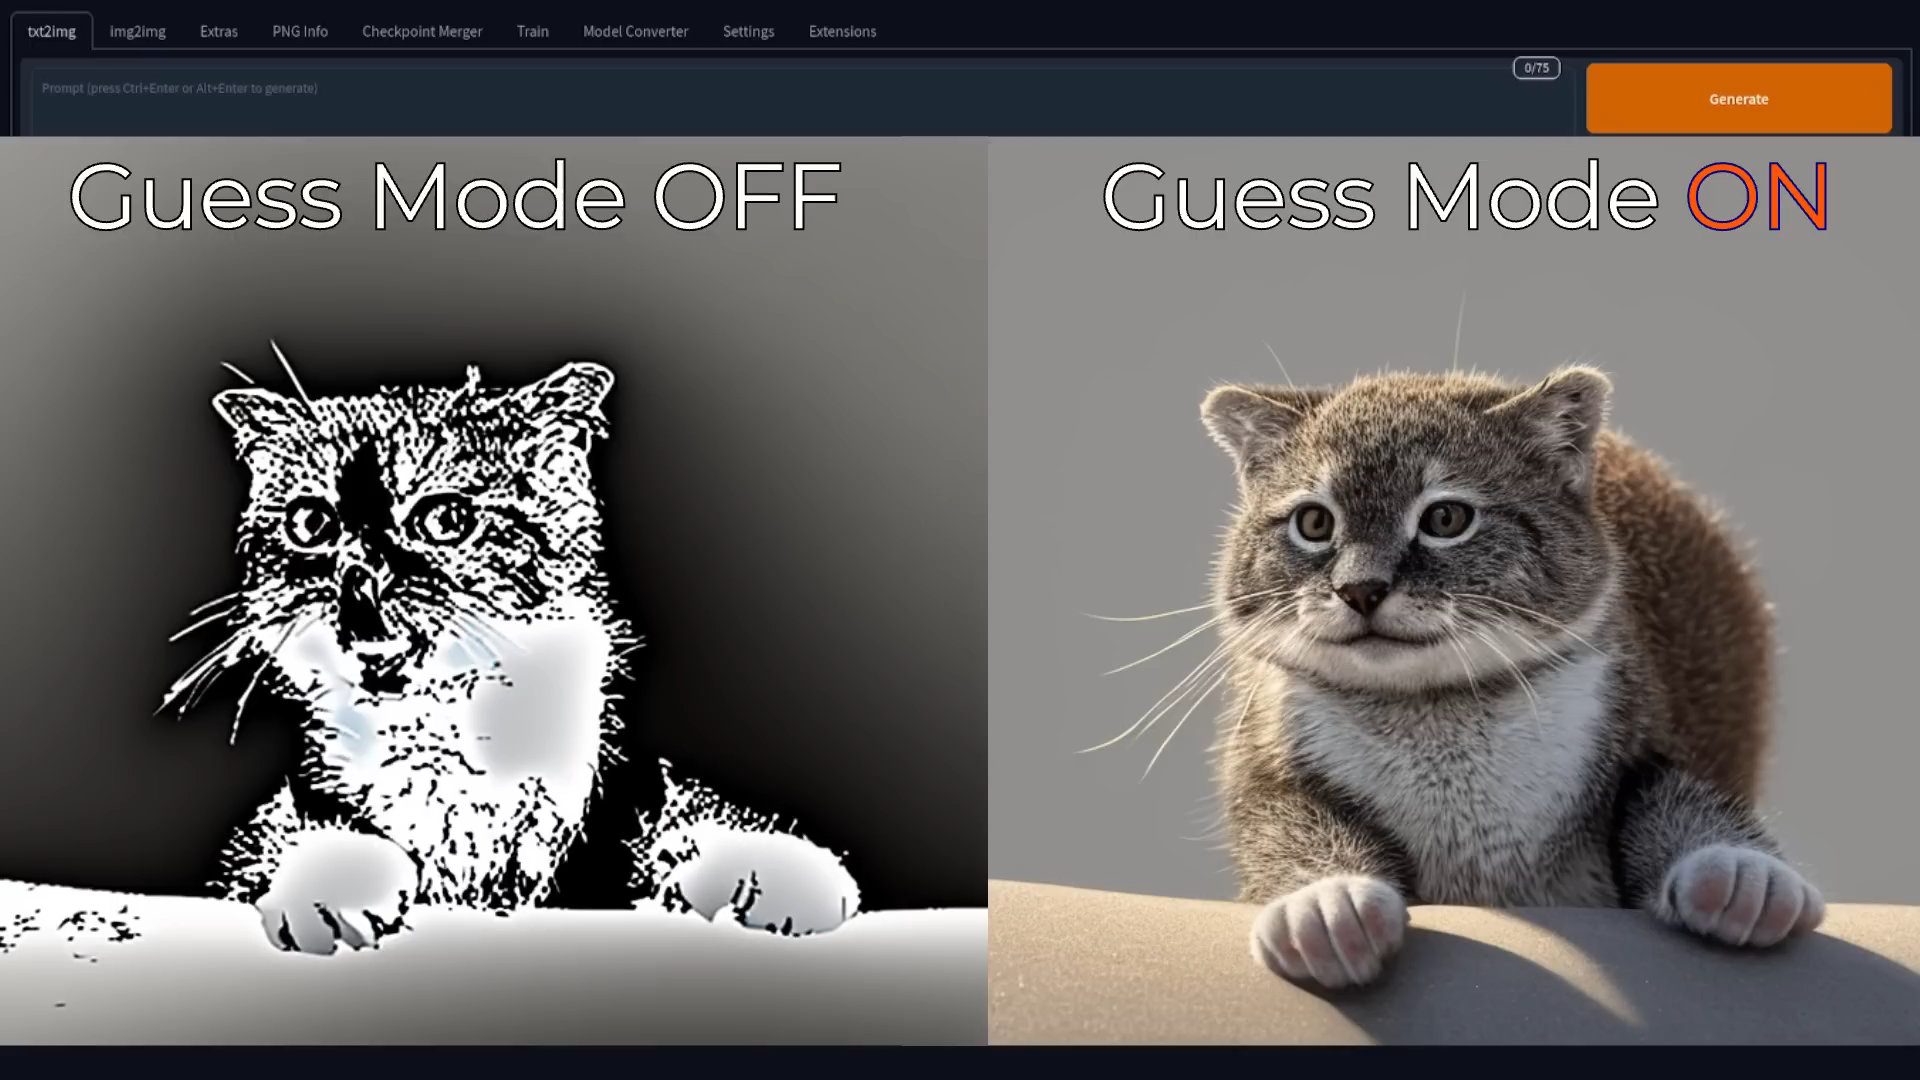 txt2img img2img Extras PNG Info Checkpoint Merger Train Model Converter Settings Extensions
0/75
Prompt (press Ctrl+Enter or Alt+Enter to generate)
Generate
Guess Mode OFF
Guess Mode ON